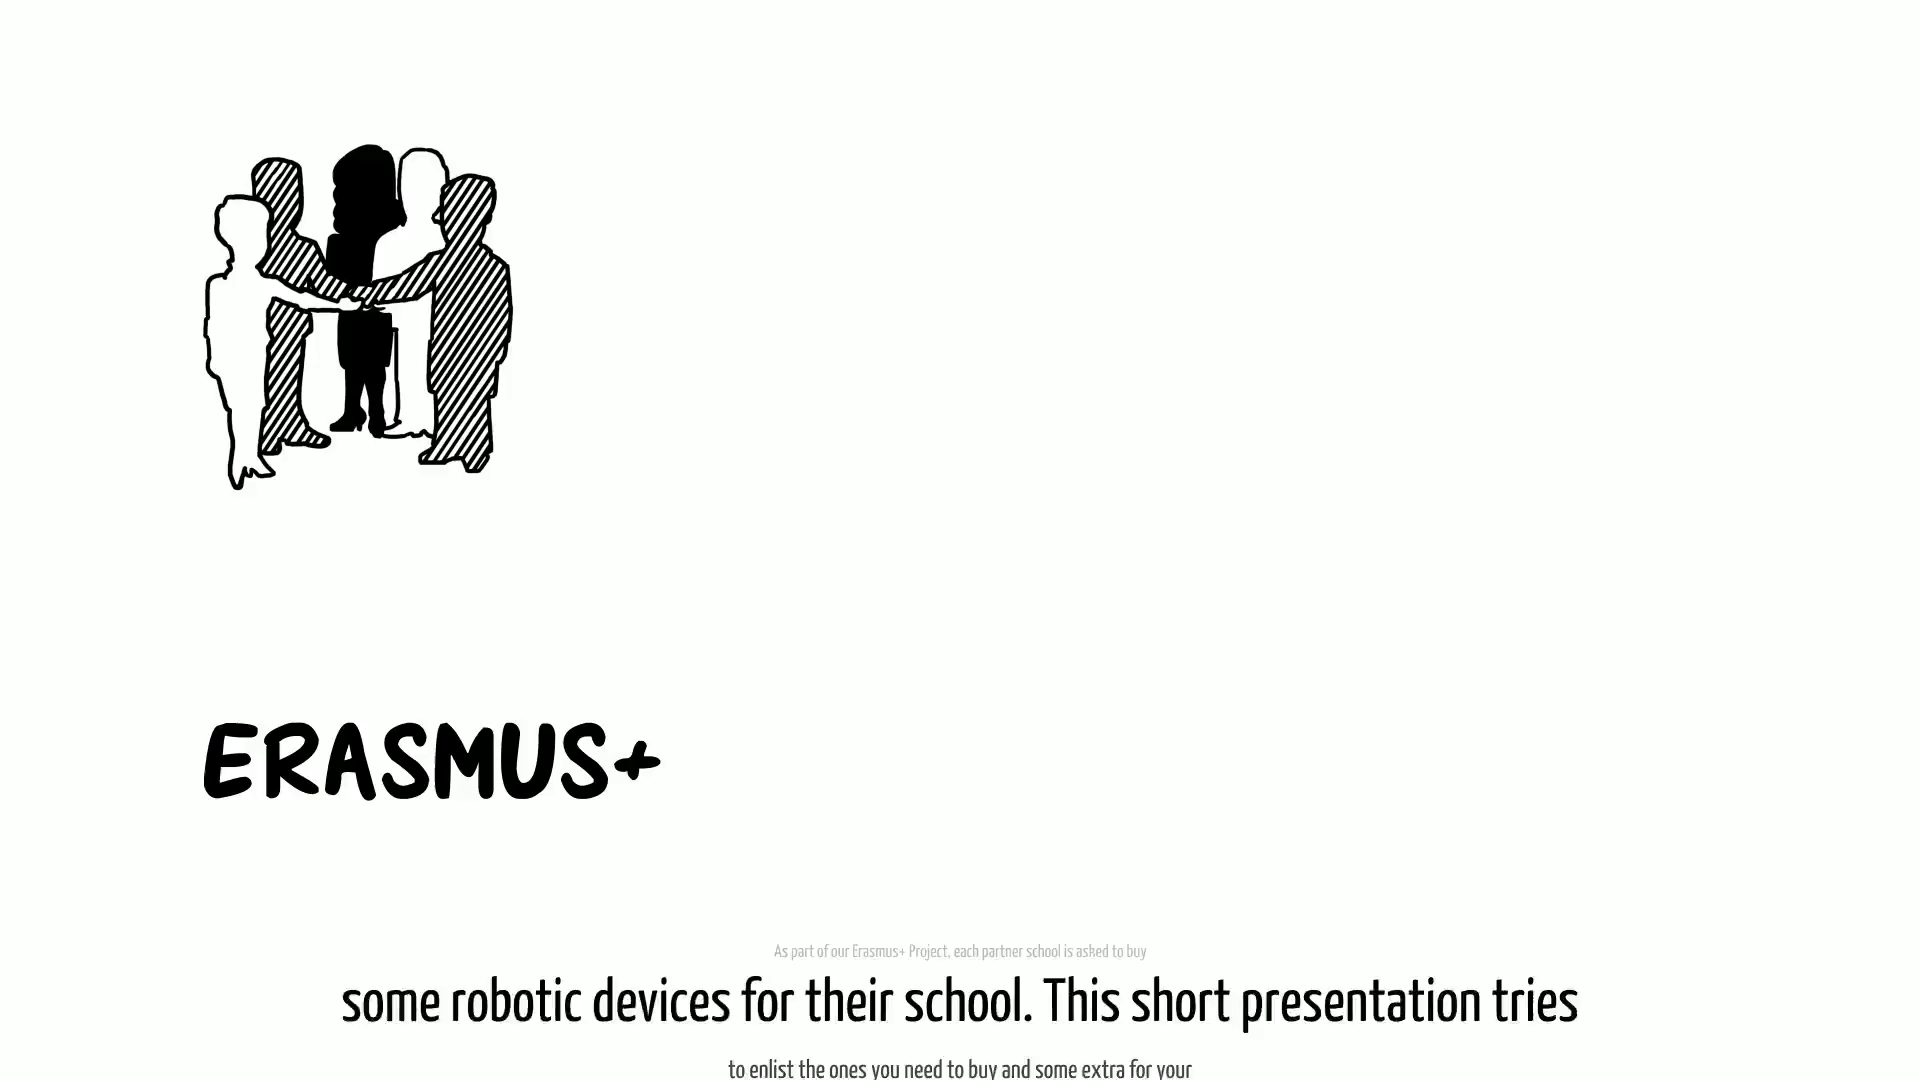 ERASMUS+
As part of our Erasmus+ Project, each partner school is asked to buy
some robotic devices for their school. This short presentation tries
to enlist the ones you need to buy and some extra for your